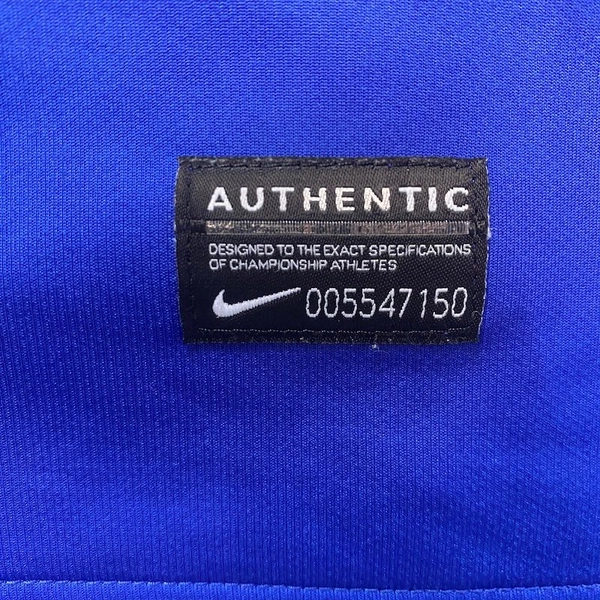 AUTHENTIC
DESIGNED TO THE EXACT SPECIFICATIONS
OF CHAMPIONSHIP ATHLETES
005547150